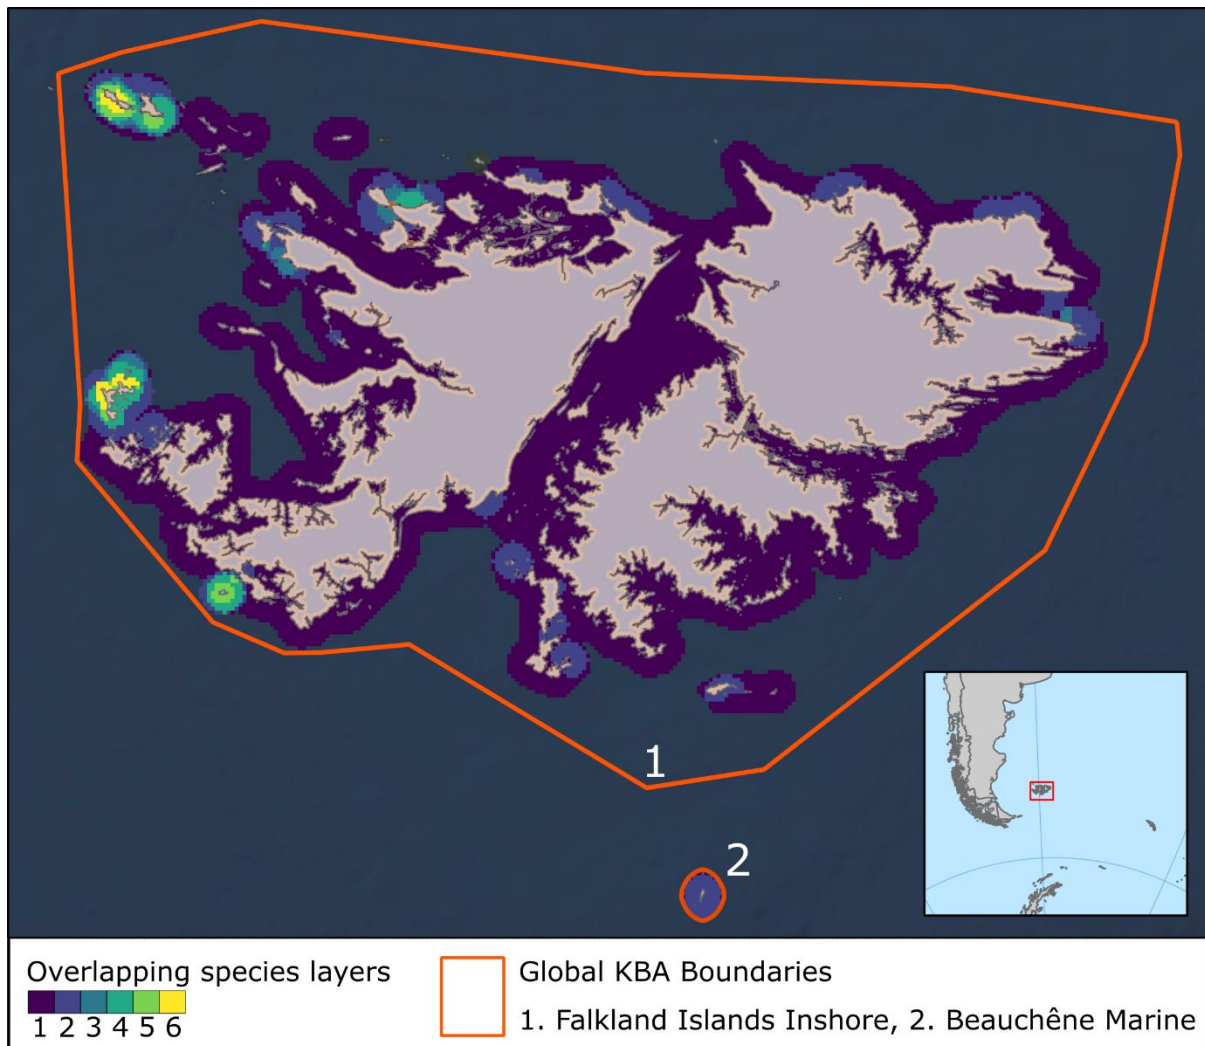 1
2
Overlapping species layers
1 2 3 4 5 6
Global KBA Boundaries
1. Falkland Islands Inshore, 2. Beauchêne Marine